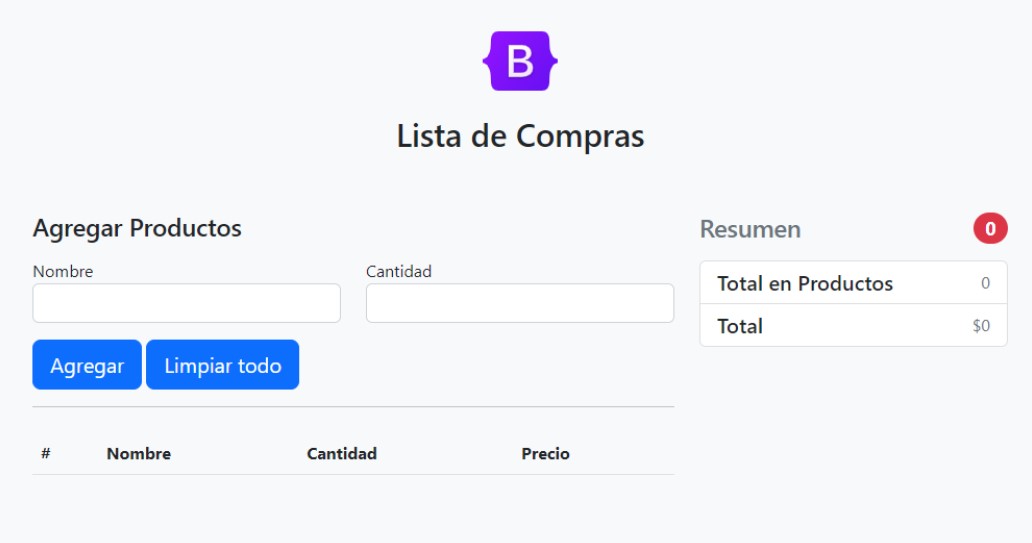 B
Lista de Compras
Agregar Productos
Nombre Cantidad
Agregar Limpiar todo
# Nombre Cantidad Precio
Resumen 0
Total en Productos 0
Total $0